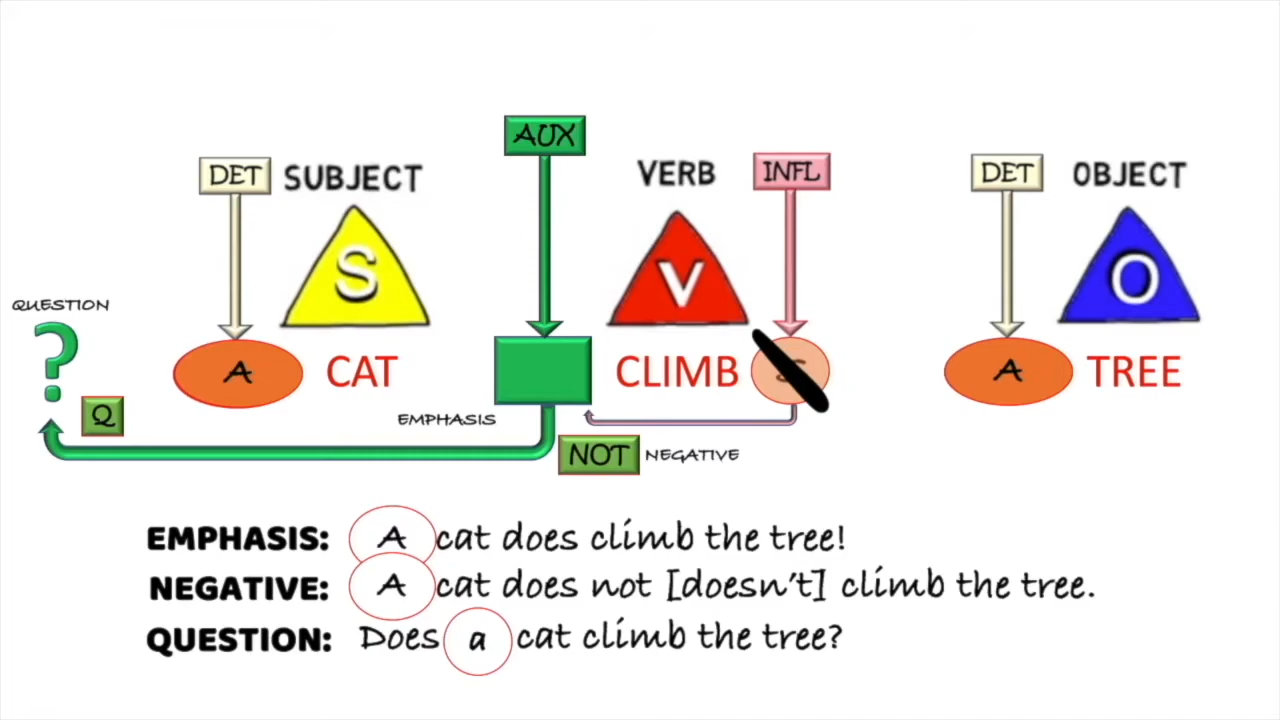 AUX
DET SUBJECT VERB INFL DET OBJECT
S V O
QUESTION
?
A CAT CLIMB A TREE
Q
EMPHASIS
NOT NEGATIVE
EMPHASIS: A cat does climb the tree!
NEGATIVE: A cat does not [doesn't] climb the tree.
QUESTION: Does a cat climb the tree?